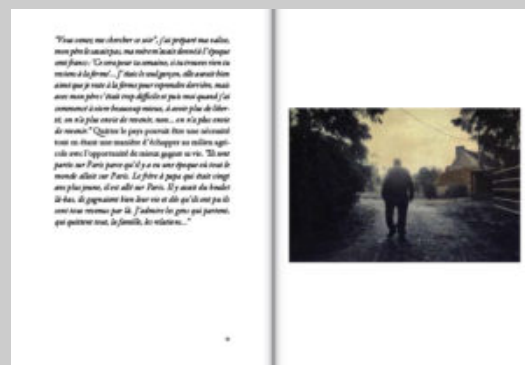 "Vous venez me chercher ce soir", j'ai préparé ma valise,
mon père le savait pas, ma mère m'avait donné à l'époque
cent francs: "Ce sera pour ta semaine, si tu trouves rien tu
reviens à la ferme!... J'étais le seul garçon, elle aurait bien
aimé que je reste à la ferme pour reprendre derrière, mais
avec mon père c'était trop difficile et puis moi quand j'ai
commencé à vivre beaucoup mieux, à avoir plus de liber-
té, on n'a plus envie de revenir, non... on n'a plus envie
de revenir." Quitter le pays pouvait être une nécessité
tout en étant une manière d'échapper au milieu agri-
cole avec l'opportunité de mieux gagner sa vie. "Ils sont
partis sur Paris parce qu'il y a eu une époque où tout le
monde allait sur Paris. Le frère à papa qui était vingt
ans plus jeune, il est allé sur Paris. Il y avait du boulot
là-bas, ils gagnaient bien leur vie et dès qu'ils ont pu ils
sont tous revenus par là. J'admire les gens qui partent,
qui quittent tout, la famille, les relations..."